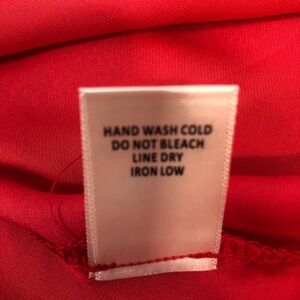 HAND WASH COLD
DO NOT BLEACH
LINE DRY
IRON LOW